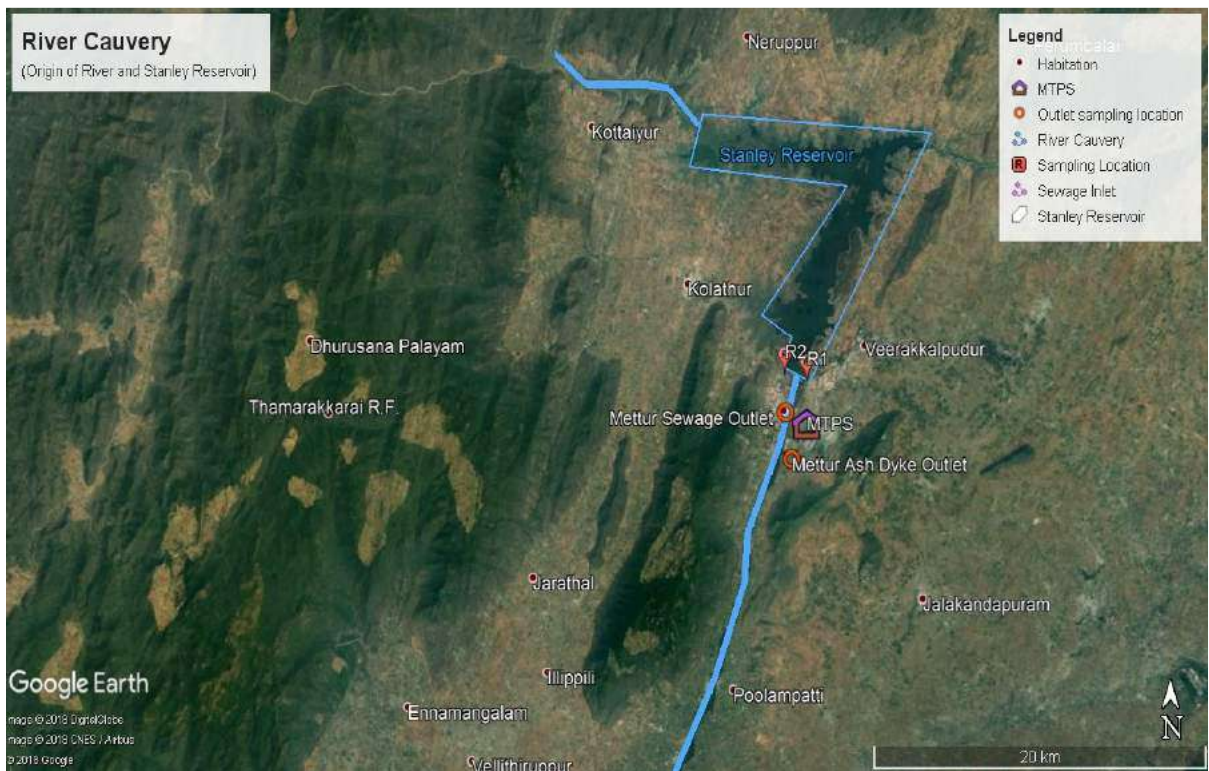 River Cauvery
(Origin of River and Stanley Reservoir)
Legend
Habitation
MTPS
Outlet sampling location
River Cauvery
R Sampling Location
Sewage Inlet
Stanley Reservoir
Neruppur
Kottaiyur
Stanley Reservoir
Kolathur
Dhurusana Palayam
R2
R1
Veerakkalpudur
Thamarakkarai R.F.
Mettur Sewage Outlet
MTPS
Mettur Ash Dyke Outlet
Jarathal
Jalakandapuram
Illippili
Poolampatti
Ennamangalam
Vellithiruppur
Google Earth
mage © 2018 DigitalGlobe
mage © 2018 CNES / Airbus
© 2018 Google
N
20 km